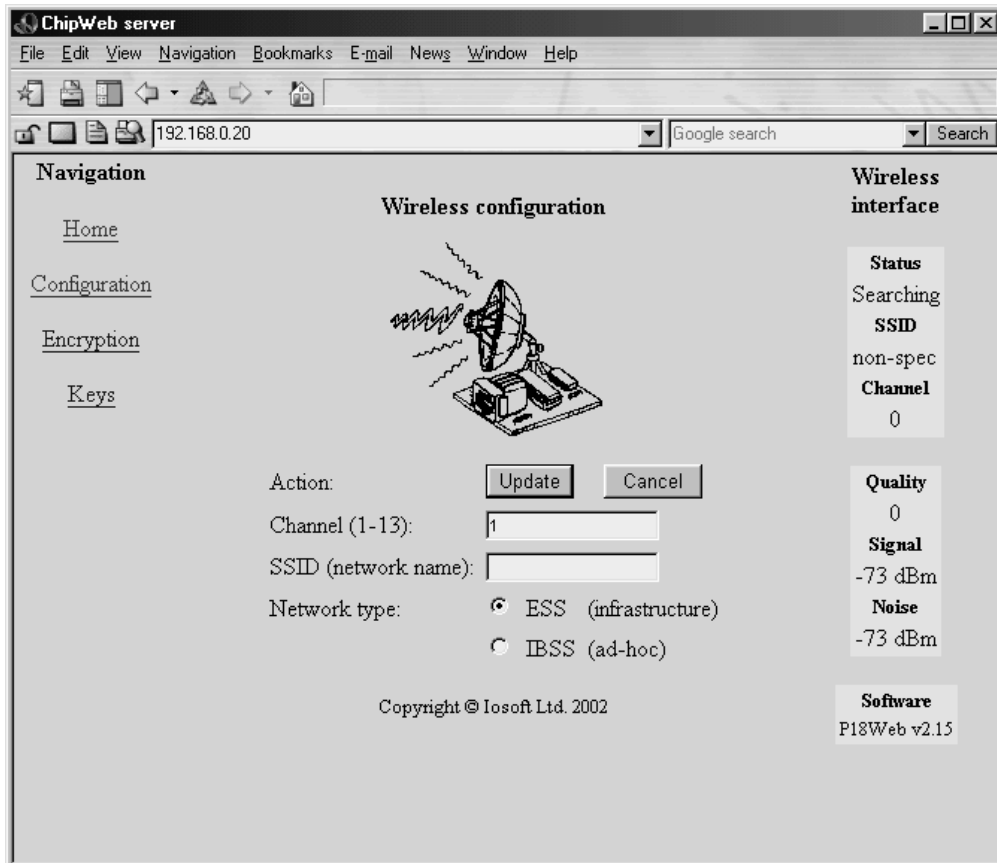 ChipWeb server
File Edit View Navigation Bookmarks E-mail News Window Help
192.168.0.20 Google search Search
Navigation
Home
Configuration
Encryption
Keys
Wireless configuration
Action: Update Cancel
Channel (1-13): 1
SSID (network name):
Network type: ESS (infrastructure)
IBSS (ad-hoc)
Copyright © Iosoft Ltd. 2002
Wireless
interface
Status
Searching
SSID
non-spec
Channel
0
Quality
0
Signal
-73 dBm
Noise
-73 dBm
Software
P18Web v2.15